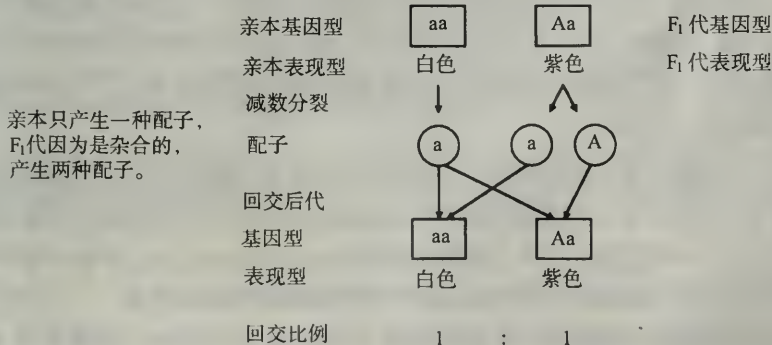 亲本基因型 aa Aa F₁ 代基因型
亲本表现型 白色 紫色 F₁ 代表现型
减数分裂
亲本只产生一种配子，
F₁代因为是杂合的，
产生两种配子。
配子 a a A
回交后代
基因型 aa Aa
表现型 白色 紫色
回交比例 1 : 1